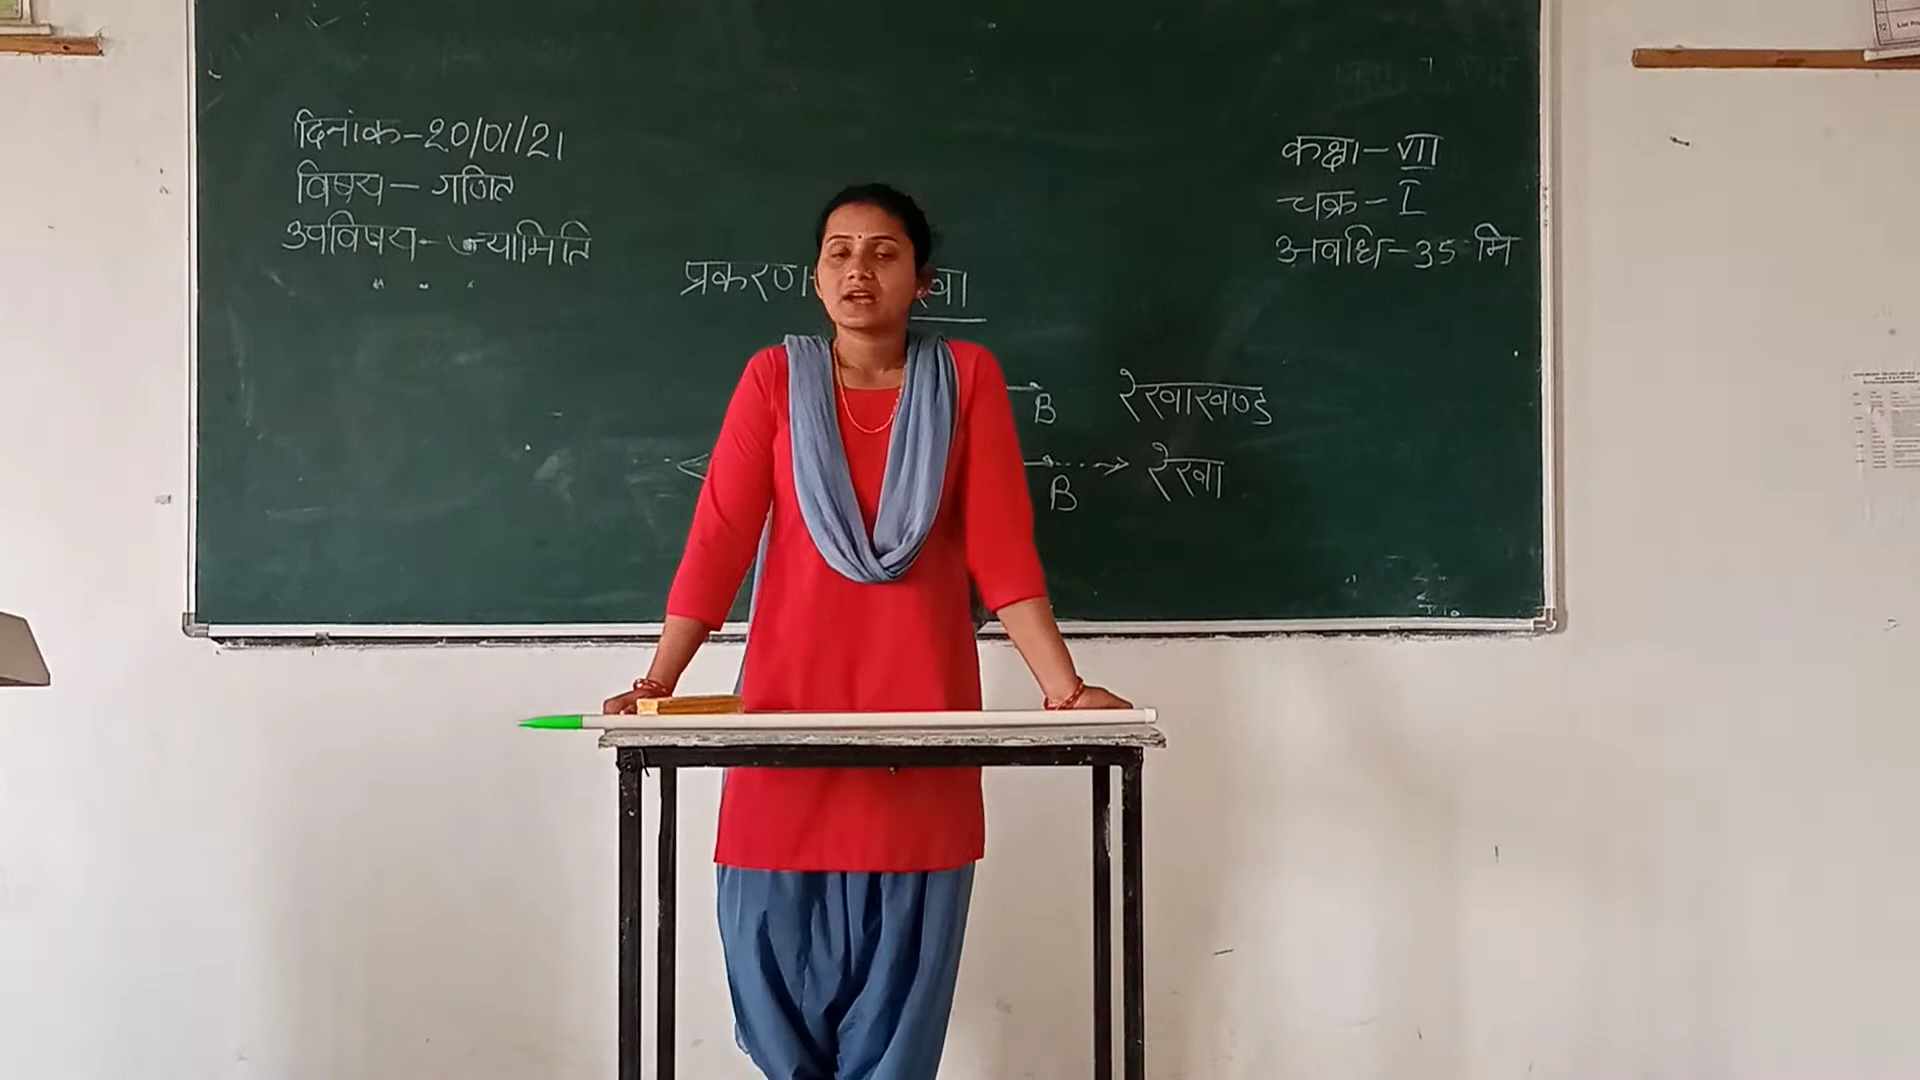 दिनांक-20/01/21
विषय-गणित
उपविषय-ज्यामिति
कक्षा-VII
चक्र-I
अवधि-35 मि
प्रकरण-
B रेखाखण्ड
B रेखा